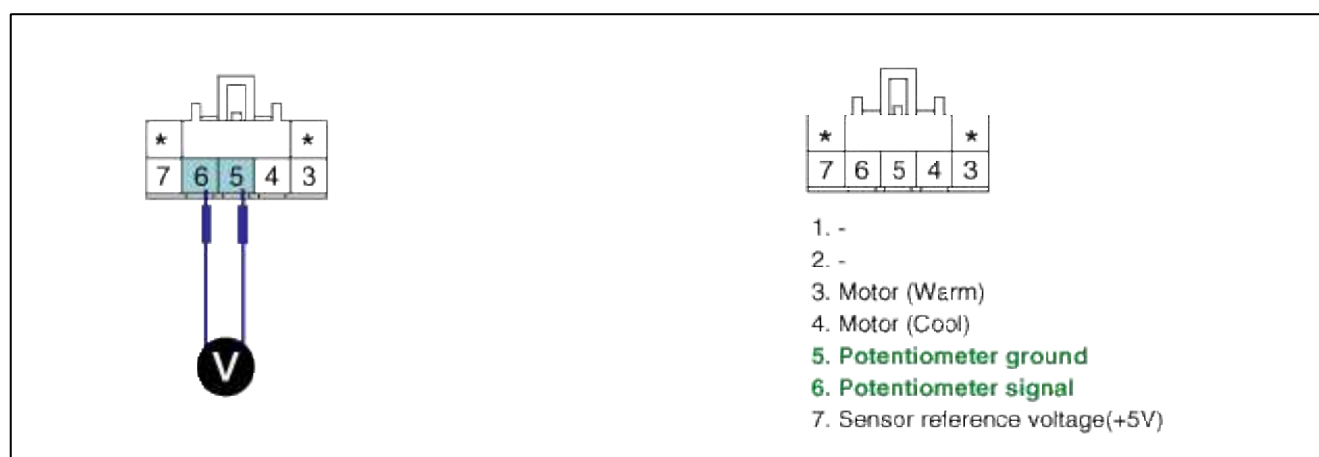 * *
7 6 5 4 3
V
* *
7 6 5 4 3
1. -
2. -
3. Motor (Warm)
4. Motor (Cool)
5. Potentiometer ground
6. Potentiometer signal
7. Sensor reference voltage(+5V)